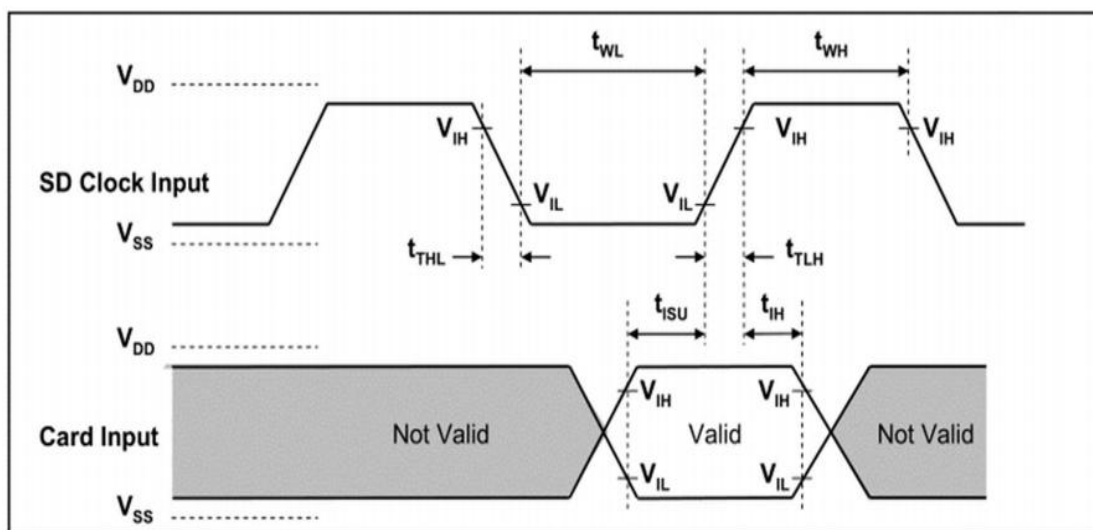 tWL
tWH
VDD
VIH
VIH
VIH
SD Clock Input
VIL
VIL
VSS
tTHL
tTLH
tISU
tIH
VDD
VIH
VIH
Card Input
Not Valid
Valid
Not Valid
VIL
VIL
VSS